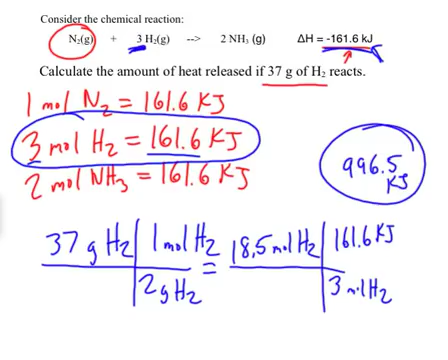 Consider the chemical reaction:
N₂(g) + 3 H₂(g) --> 2 NH₃ (g) ΔH = -161.6 kJ
Calculate the amount of heat released if 37 g of H₂ reacts.
1 mol N₂ = 161.6 KJ
3 mol H₂ = 161.6 KJ
2 mol NH₃ = 161.6 KJ
996.5
KJ
37 g H₂ | 1 mol H₂ = 18.5 mol H₂ | 161.6 KJ
2 g H₂ | 3 mol H₂